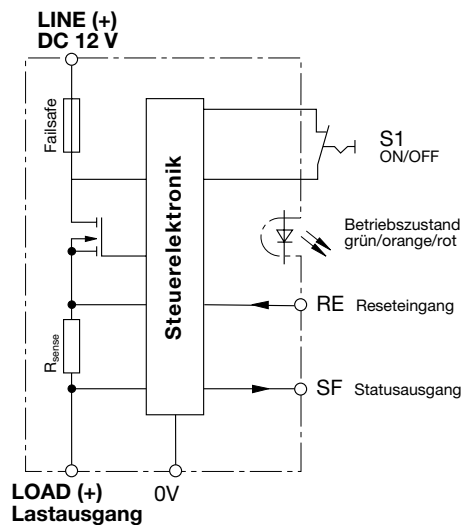 LINE (+)
DC 12 V
Failsafe
Steuerelektronik
S1
ON/OFF
Betriebszustand
grün/orange/rot
RE Reseteingang
Rsense
SF Statusausgang
LOAD (+)
Lastausgang
0V